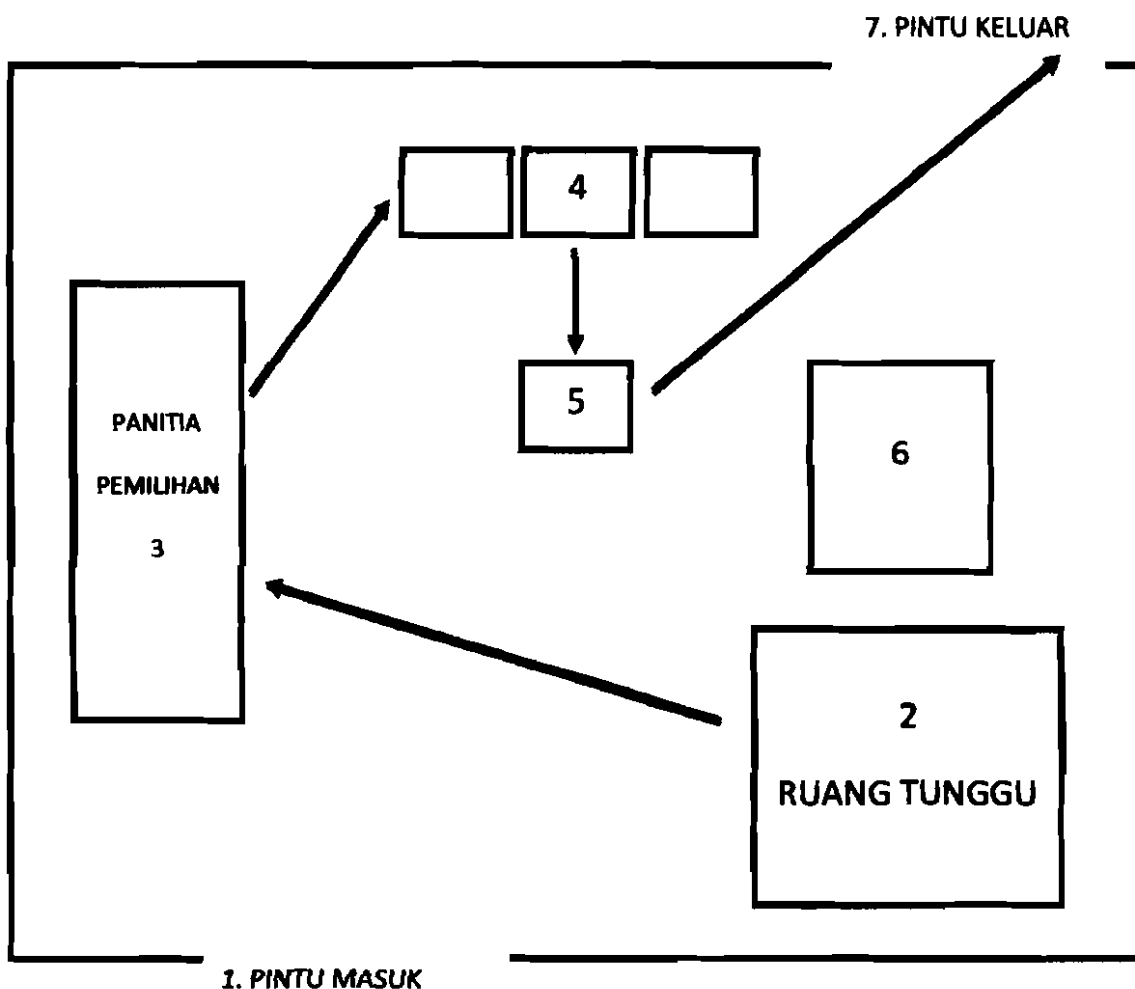 7. PINTU KELUAR
4
5
PANITIA
PEMILIHAN
3
6
2
RUANG TUNGGU
1. PINTU MASUK